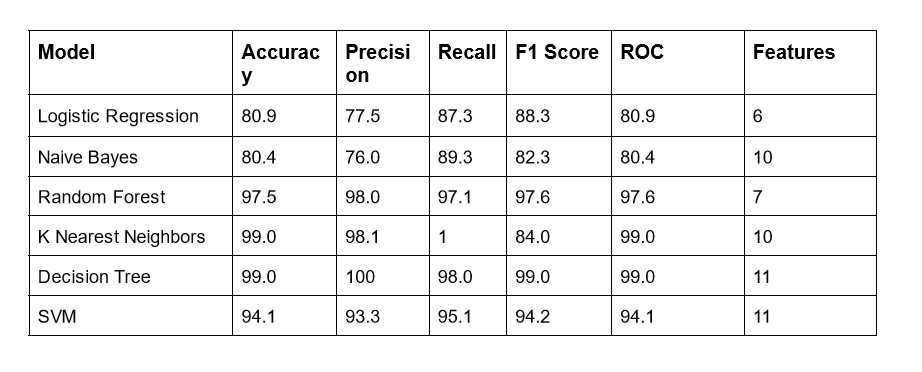 Model Accurac Precisi Recall F1 Score ROC Features
y on
Logistic Regression 80.9 77.5 87.3 88.3 80.9 6
Naive Bayes 80.4 76.0 89.3 82.3 80.4 10
Random Forest 97.5 98.0 97.1 97.6 97.6 7
K Nearest Neighbors 99.0 98.1 1 84.0 99.0 10
Decision Tree 99.0 100 98.0 99.0 99.0 11
SVM 94.1 93.3 95.1 94.2 94.1 11